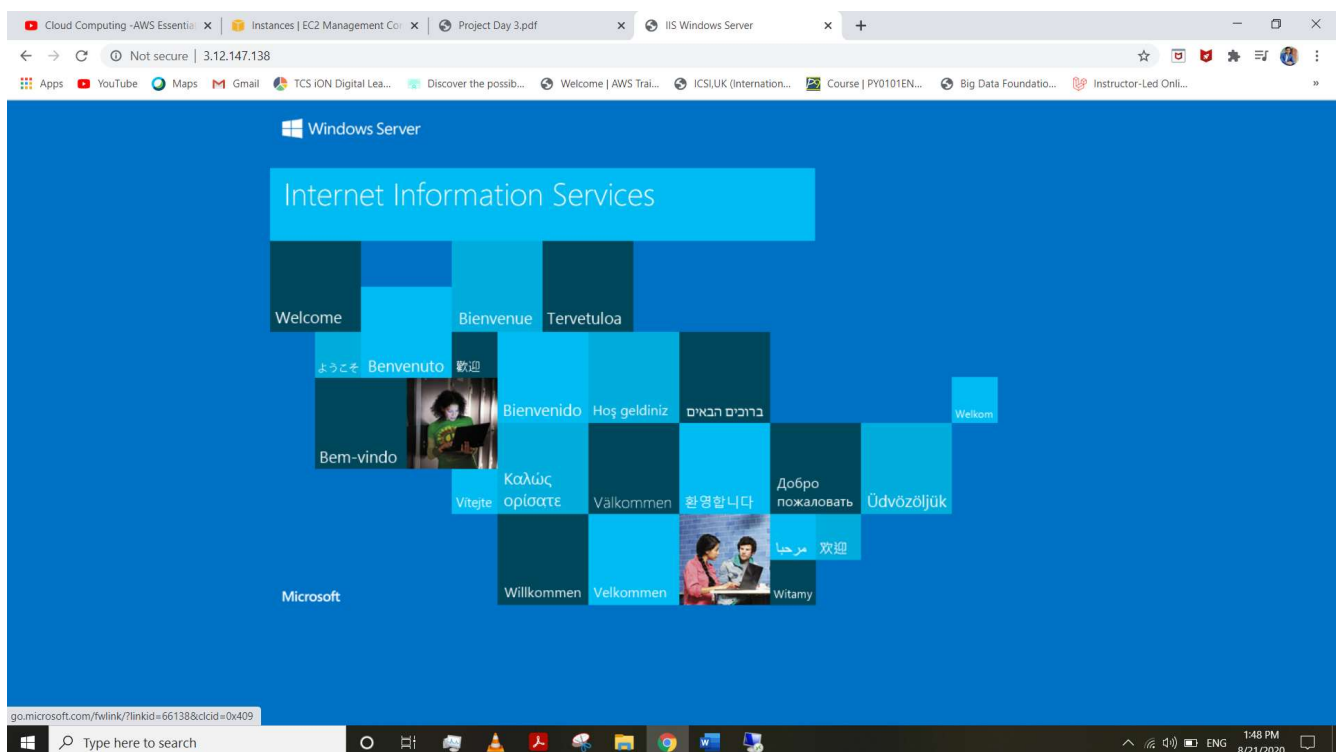 Cloud Computing -AWS Essentia
Instances | EC2 Management Con
Project Day 3.pdf
IIS Windows Server
Not secure | 3.12.147.138
Apps
YouTube
Maps
Gmail
TCS iON Digital Lea...
Discover the possib...
Welcome | AWS Trai...
ICSI,UK (Internation...
Course | PY0101EN...
Big Data Foundatio...
Instructor-Led Onli...
»
Windows Server
Internet Information Services
Welcome
Bienvenue
Tervetuloa
ようこそ
Benvenuto
歡迎
Bienvenido
Hoş geldiniz
ברוכים הבאים
Welkom
Bem-vindo
Vítejte
Καλώς
ορίσατε
Välkommen
환영합니다
Добро
пожаловать
Üdvözöljük
Willkommen
Velkommen
مرحبا
欢迎
Witamy
Microsoft
go.microsoft.com/fwlink/?linkid=66138&clcid=0x409
Type here to search
ENG
1:48 PM
8/21/2020